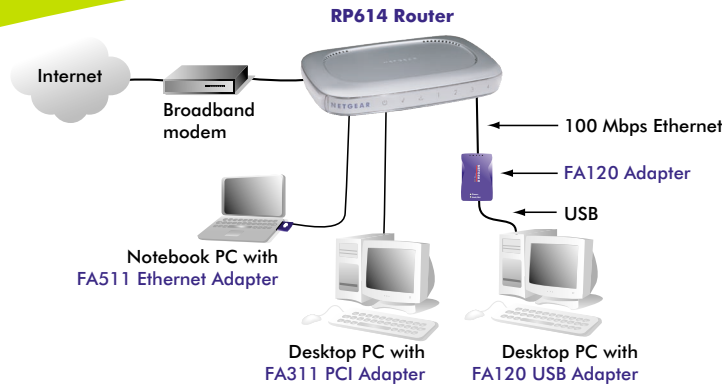 RP614 Router
Internet
Broadband
modem
NETGEAR
100 Mbps Ethernet
FA120 Adapter
USB
Notebook PC with
FA511 Ethernet Adapter
Desktop PC with
FA311 PCI Adapter
Desktop PC with
FA120 USB Adapter